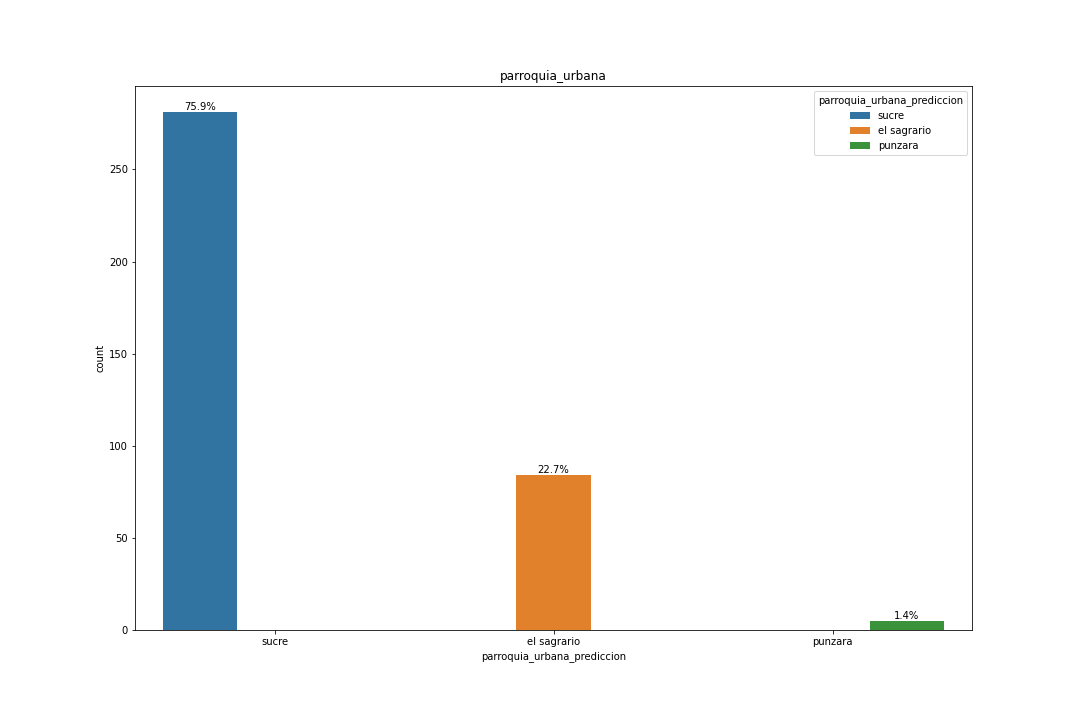 parroquia_urbana
75.9%
parroquia_urbana_prediccion
sucre
el sagrario
punzara
250
200
150
100
50
0
count
22.7%
1.4%
sucre
el sagrario
punzara
parroquia_urbana_prediccion